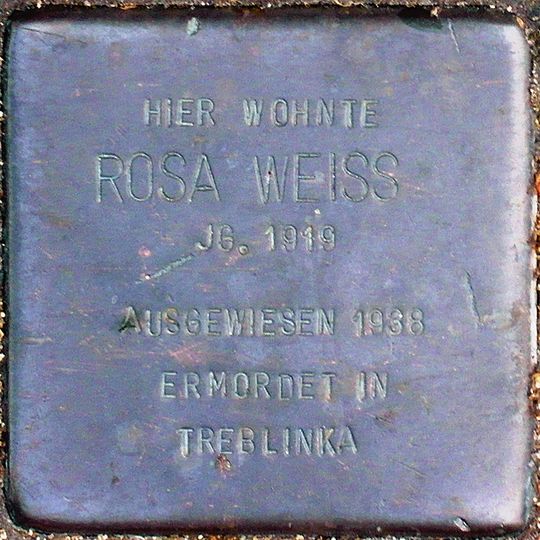 HIER WOHNTE
ROSA WEISS
JG. 1919
AUSGEWIESEN 1938
ERMORDET IN
TREBLINKA